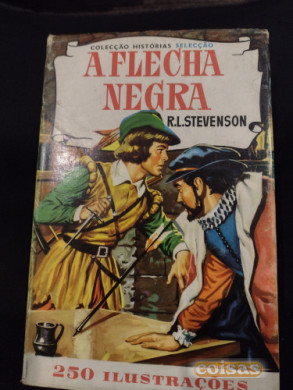 COLECÇÃO HISTÓRIAS SELECÇÃO
A FLECHA
NEGRA
R.L.STEVENSON
250 ILUSTRAÇÕES
coisas